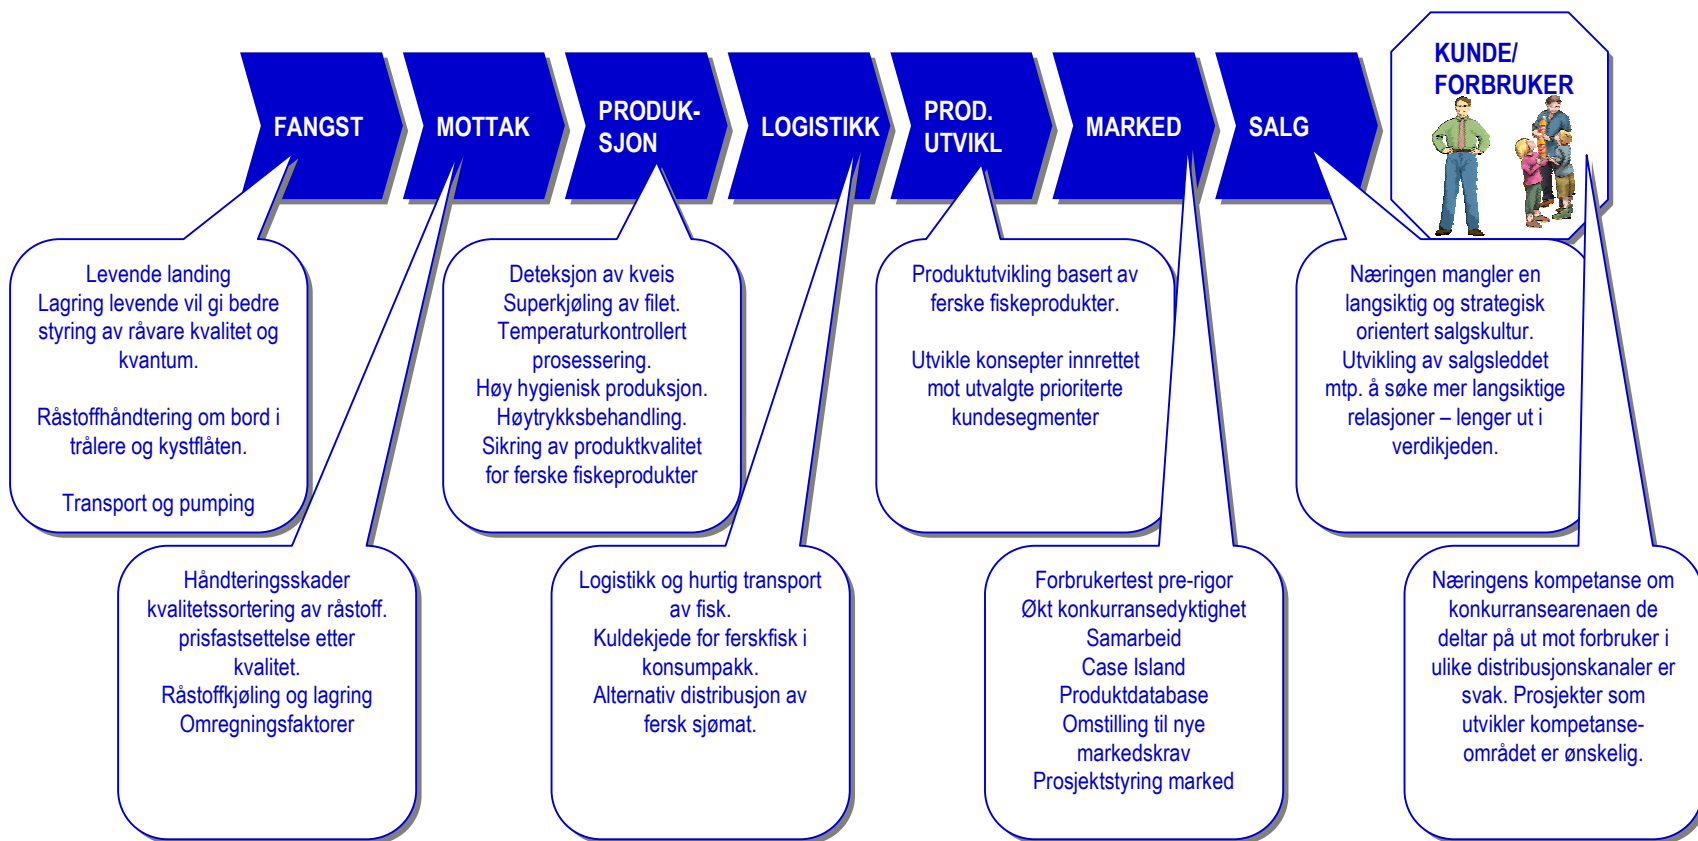 FANGST
MOTTAK
PRODUK-
SJON
LOGISTIKK
PROD.
UTVIKL
MARKED
SALG
KUNDE/
FORBRUKER
Levende landing
Lagring levende vil gi bedre
styring av råvare kvalitet og
kvantum.
Råstoffhåndtering om bord i
trålere og kystflåten.
Transport og pumping
Håndteringsskader
kvalitetssortering av råstoff.
prisfastsettelse etter
kvalitet.
Råstoffkjøling og lagring
Omregningsfaktorer
Deteksjon av kveis
Superkjøling av filet.
Temperaturkontrollert
prosessering.
Høy hygienisk produksjon.
Høytrykksbehandling.
Sikring av produktkvalitet
for ferske fiskeprodukter
Logistikk og hurtig transport
av fisk.
Kuldekjede for ferskfisk i
konsumpakk.
Alternativ distribusjon av
fersk sjømat.
Produktutvikling basert av
ferske fiskeprodukter.
Utvikle konsepter innrettet
mot utvalgte prioriterte
kundesegmenter
Forbrukertest pre-rigor
Økt konkurransedyktighet
Samarbeid
Case Island
Produktdatabase
Omstilling til nye
markedskrav
Prosjektstyring marked
Næringen mangler en
langsiktig og strategisk
orientert salgskultur.
Utvikling av salgsleddet
mtp. å søke mer langsiktige
relasjoner – lenger ut i
verdikjeden.
Næringens kompetanse om
konkurransearenaen de
deltar på ut mot forbruker i
ulike distribusjonskanaler er
svak. Prosjekter som
utvikler kompetanse-
området er ønskelig.